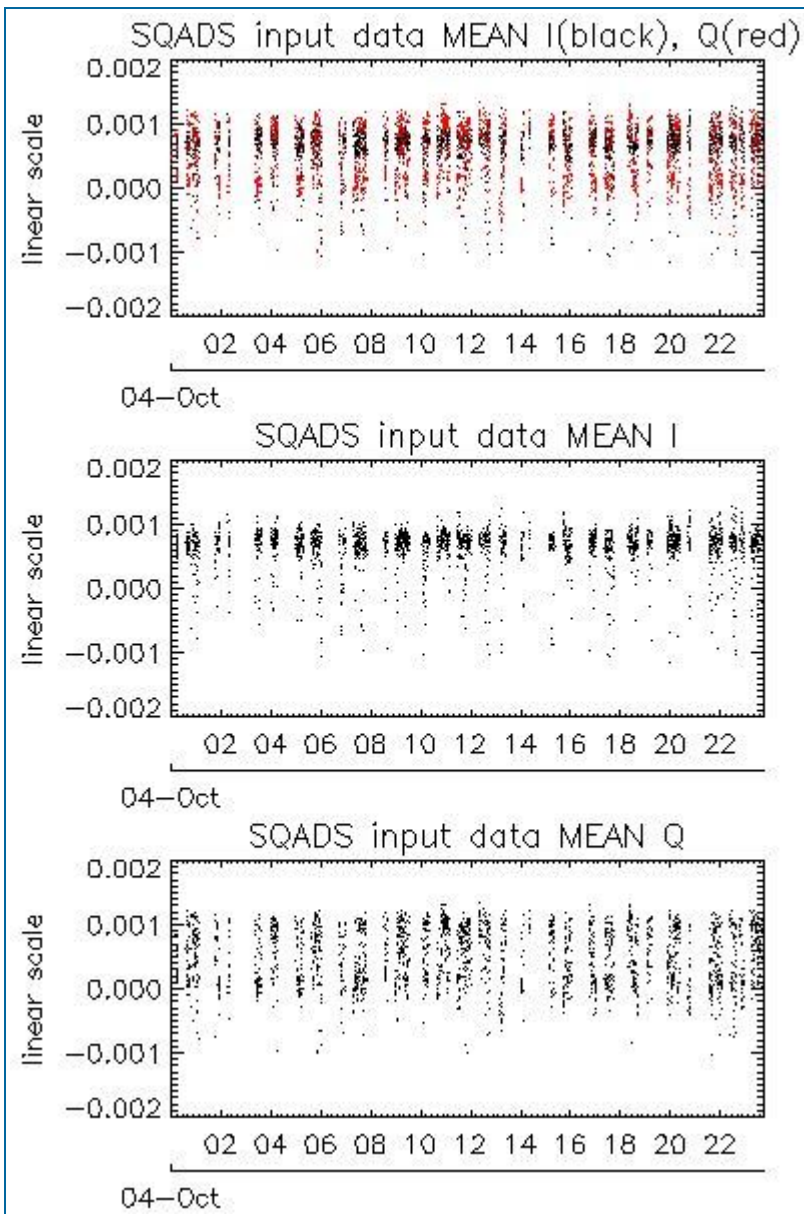 SQADS input data MEAN I(black), Q(red)
linear scale
0.002
0.001
0.000
-0.001
-0.002
02 04 06 08 10 12 14 16 18 20 22
04-Oct
SQADS input data MEAN I
linear scale
0.002
0.001
0.000
-0.001
-0.002
02 04 06 08 10 12 14 16 18 20 22
04-Oct
SQADS input data MEAN Q
linear scale
0.002
0.001
0.000
-0.001
-0.002
02 04 06 08 10 12 14 16 18 20 22
04-Oct